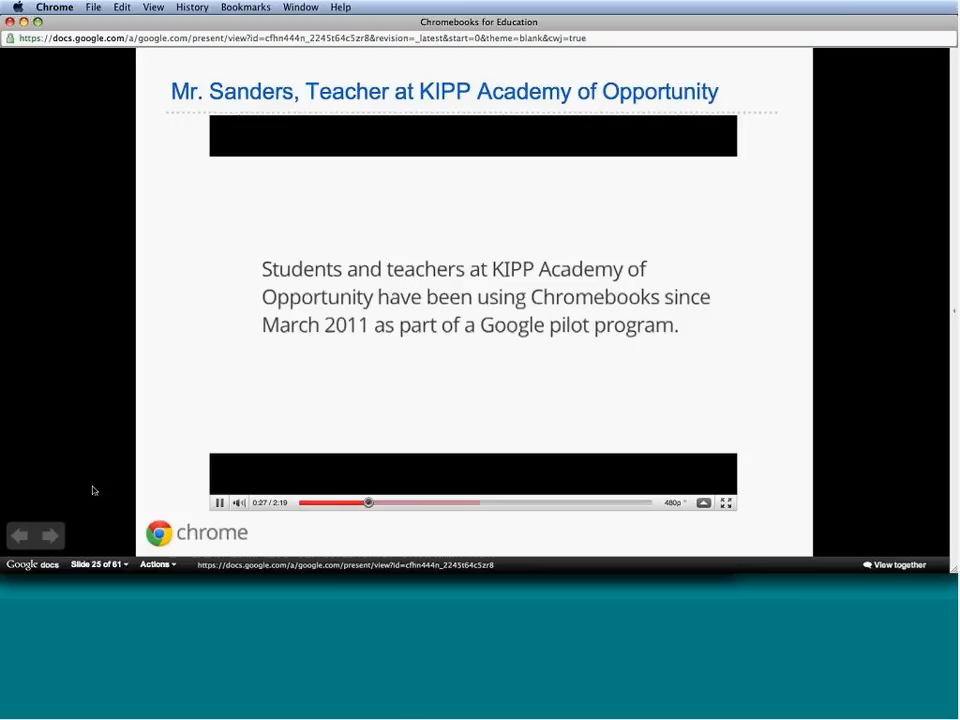 Chrome File Edit View History Bookmarks Window Help
Chromebooks for Education
https://docs.google.com/a/google.com/present/view?id=cfhn444n_2245t64c5zr8&revision=_latest&start=0&theme=blank&cwj=true
Mr. Sanders, Teacher at KIPP Academy of Opportunity
Students and teachers at KIPP Academy of
Opportunity have been using Chromebooks since
March 2011 as part of a Google pilot program.
0:27 / 2:19 480p
chrome
Google docs Slide 25 of 61 Actions https://docs.google.com/a/google.com/present/view?id=cfhn444n_2245t64c5zr8 View together